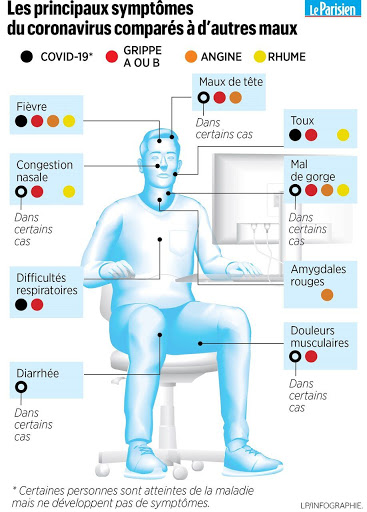 Les principaux symptômes
du coronavirus comparés à d'autres maux
Le Parisien
COVID-19*
GRIPPE
A OU B
ANGINE
RHUME
Maux de tête
Dans
certains cas
Fièvre
Toux
Congestion
nasale
Dans
certains
cas
Mal
de gorge
Dans
certains cas
Difficultés
respiratoires
Amygdales
rouges
Douleurs
musculaires
Dans
certains cas
Diarrhée
Dans
certains
cas
* Certaines personnes sont atteintes de la maladie
mais ne développent pas de symptômes.
LP/INFOGRAPHIE.